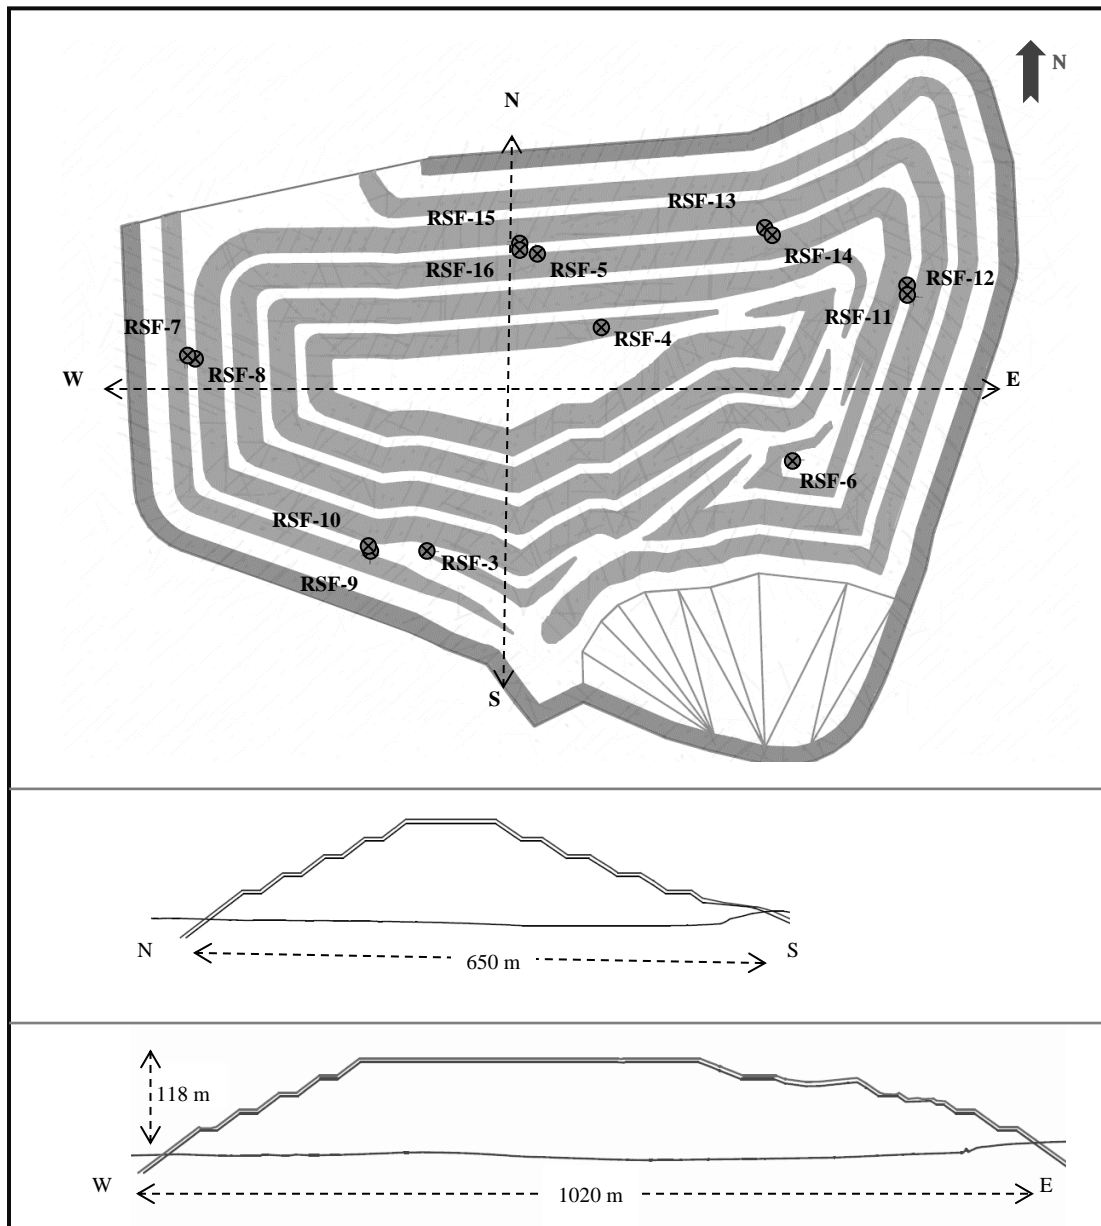 N
N
RSF-13
RSF-15
RSF-14
RSF-16
RSF-5
RSF-12
RSF-11
RSF-7
RSF-4
RSF-8
W
E
RSF-6
RSF-10
RSF-3
RSF-9
S
N
S
650 m
118 m
W
E
1020 m